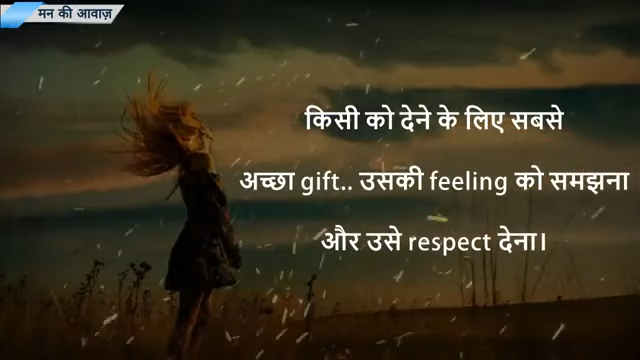 मन की आवाज़
किसी को देने के लिए सबसे
अच्छा gift.. उसकी feeling को समझना
और उसे respect देना।